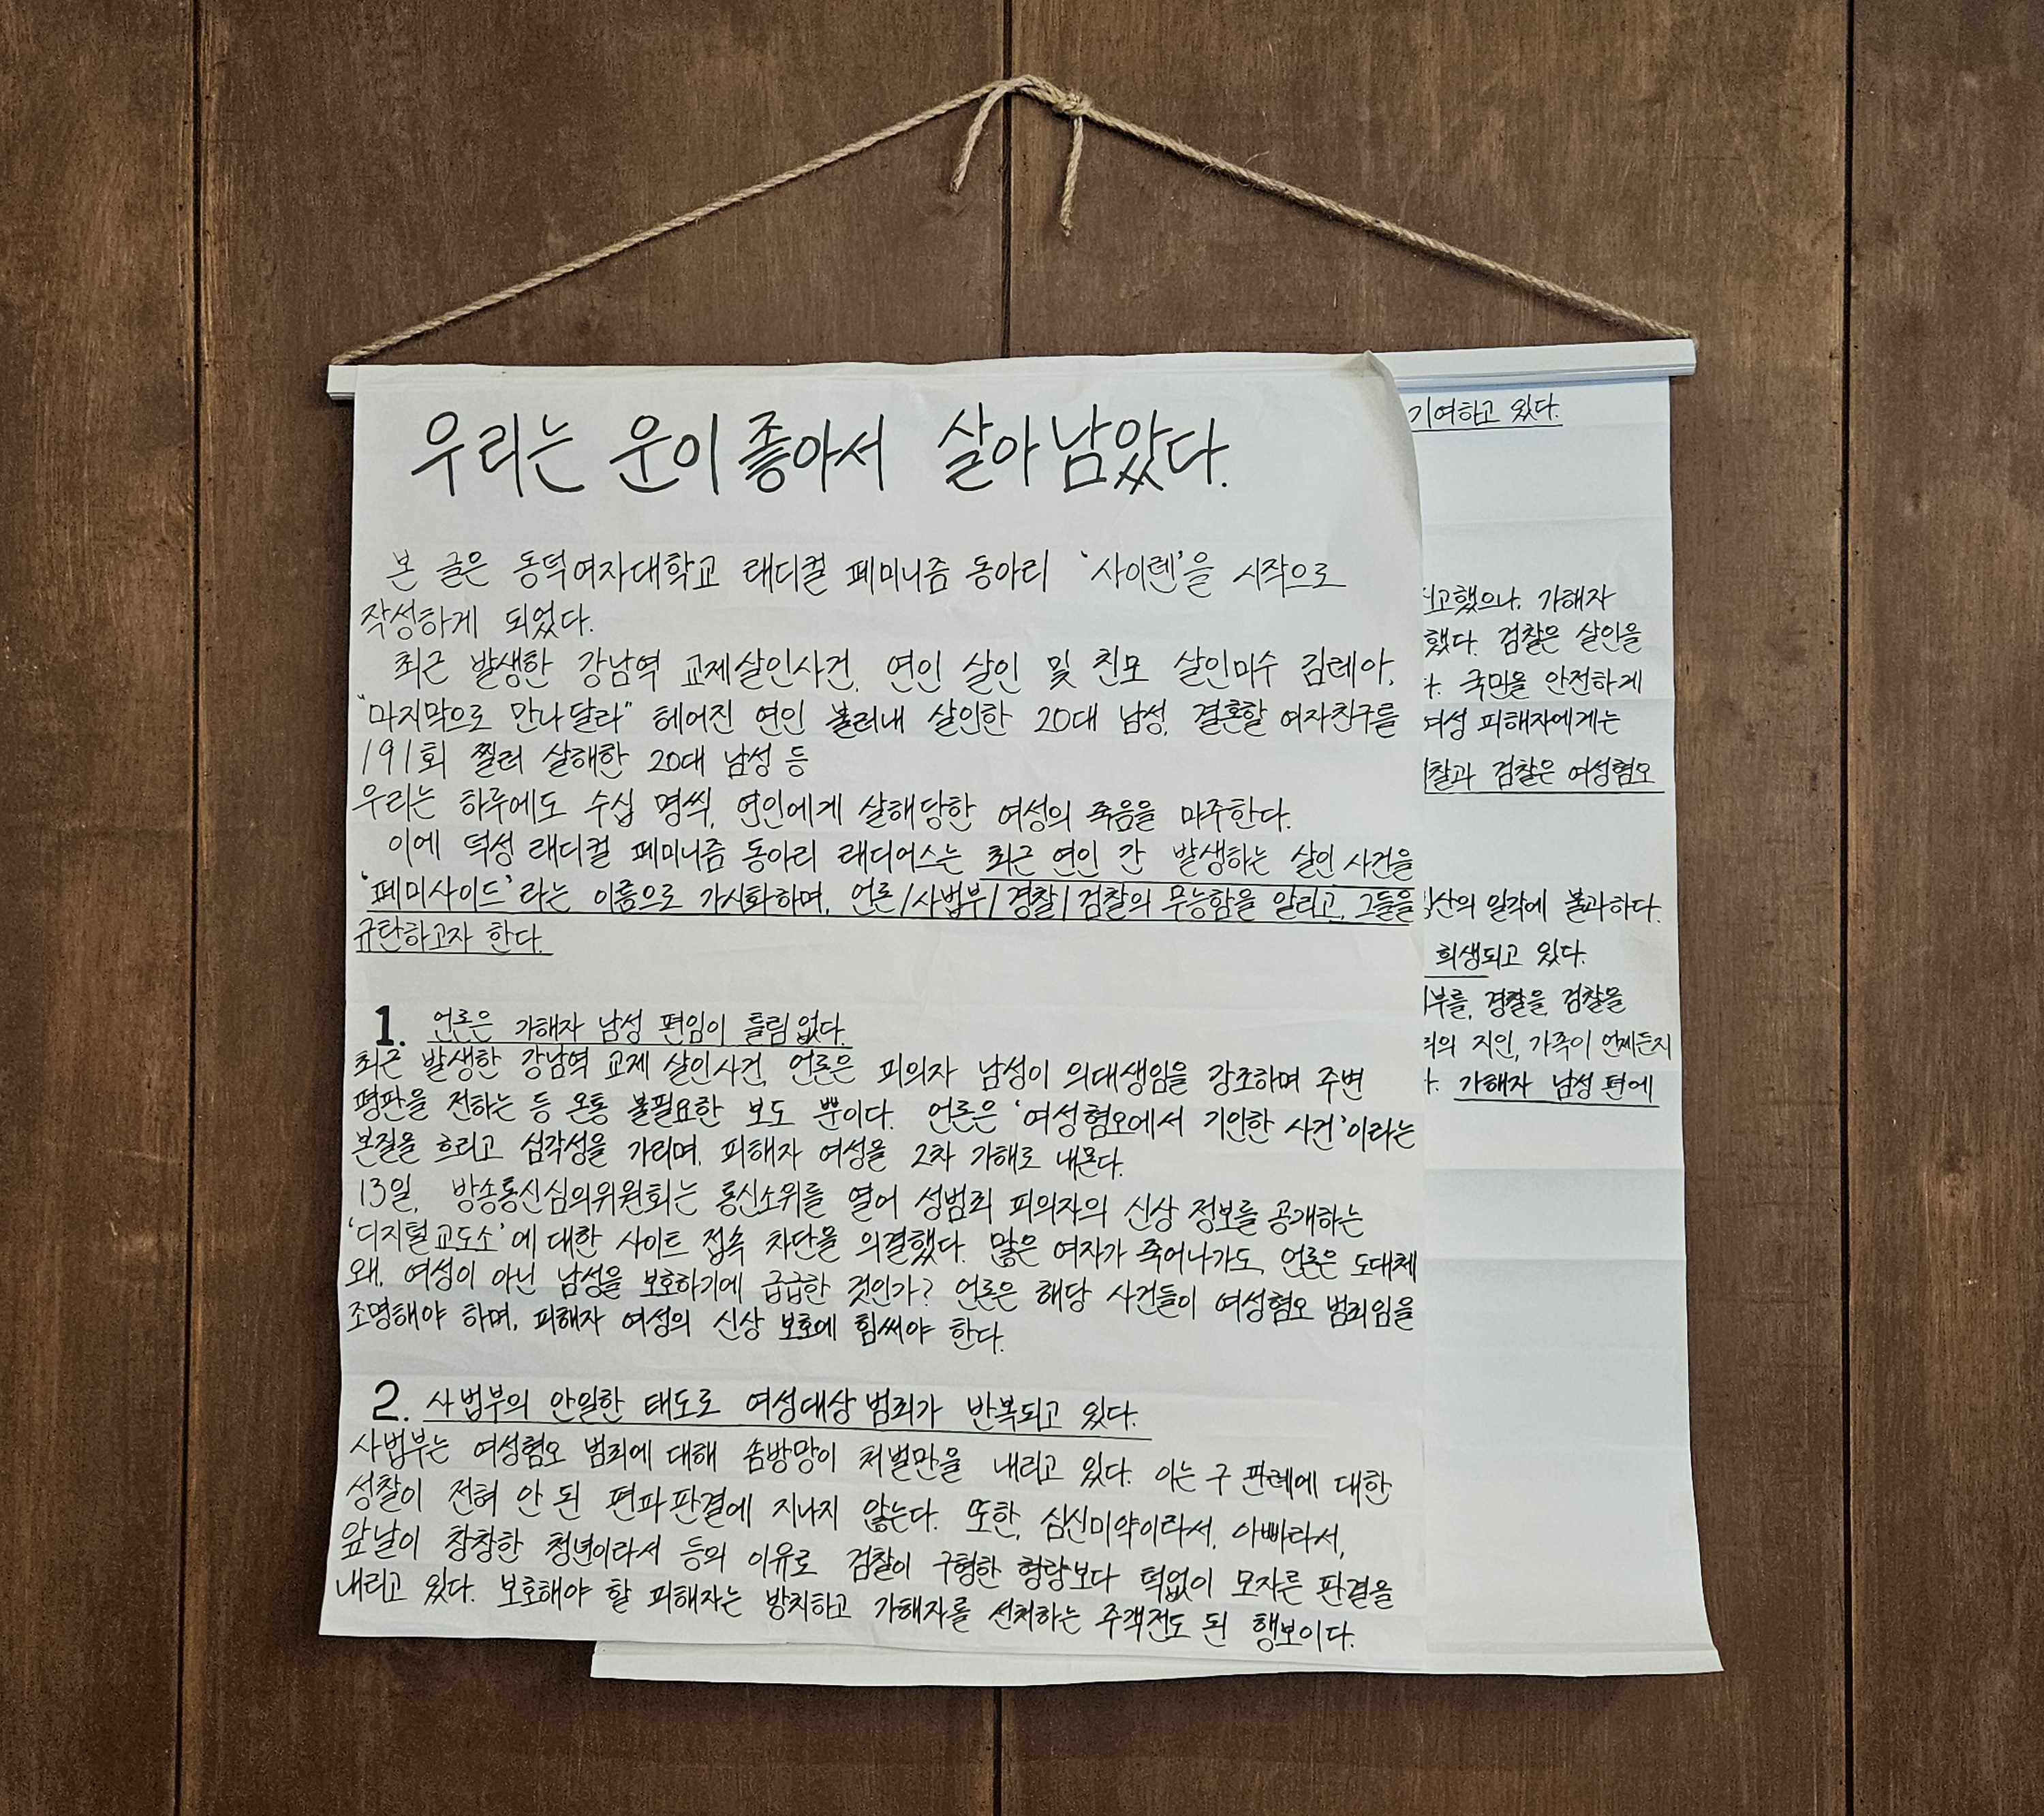 우리는 운이 좋아서 살아남았다.
본 글은 동덕여자대학교 래디컬 페미니즘 동아리 '사이렌'을 시작으로
작성하게 되었다.
최근 발생한 강남역 교제살인사건, 연인 살인 및 친모 살인미수 김레아,
"마지막으로 만나달라" 헤어진 연인 불러내 살인한 20대 남성, 결혼할 여자친구를
191회 찔러 살해한 20대 남성 등
우리는 하루에도 수십 명씩, 연인에게 살해당한 여성의 죽음을 마주한다.
이에 덕성 래디컬 페미니즘 동아리 래디어스는 최근 연인 간 발생하는 살인 사건을
'페미사이드'라는 이름으로 가시화하며, 언론/사법부/경찰/검찰의 무능함을 알리고, 그들을
규탄하고자 한다.
1. 언론은 가해자 남성 편임이 틀림없다.
최근 발생한 강남역 교제 살인사건, 언론은 피의자 남성이 의대생임을 강조하며 주변
평판을 전하는 등 온통 불필요한 보도 뿐이다. 언론은 '여성혐오에서 기인한 사건'이라는
본질을 흐리고 심각성을 가리며, 피해자 여성을 2차 가해로 내몬다.
13일, 방송통신심의위원회는 통신소위를 열어 성범죄 피의자의 신상 정보를 공개하는
'디지털교도소'에 대한 사이트 접속 차단을 의결했다. 많은 여자가 죽어나가도, 언론은 도대체
왜, 여성이 아닌 남성을 보호하기에 급급한 것인가? 언론은 해당 사건들이 여성혐오 범죄임을
조명해야 하며, 피해자 여성의 신상 보호에 힘써야 한다.
2. 사법부의 안일한 태도로 여성대상 범죄가 반복되고 있다.
사법부는 여성혐오 범죄에 대해 솜방망이 처벌만을 내리고 있다. 이는 구 판례에 대한
성찰이 전혀 안 된 편파판결에 지나지 않는다. 또한, 심신미약이라서, 아빠라서,
앞날이 창창한 청년이라서 등의 이유로 검찰이 구형한 형량보다 턱없이 모자른 판결을
내리고 있다. 보호해야 할 피해자는 방치하고 가해자를 선처하는 주객전도 된 행보이다.
기여하고 있다.
고했으나, 가해자
했다. 검찰은 살인을
국민을 안전하게
여성 피해자에게는
찰과 검찰은 여성혐오
산의 일각에 불과하다.
희생되고 있다.
부를, 경찰을, 검찰을
의 지인, 가족이 언제든지
가해자 남성 편에